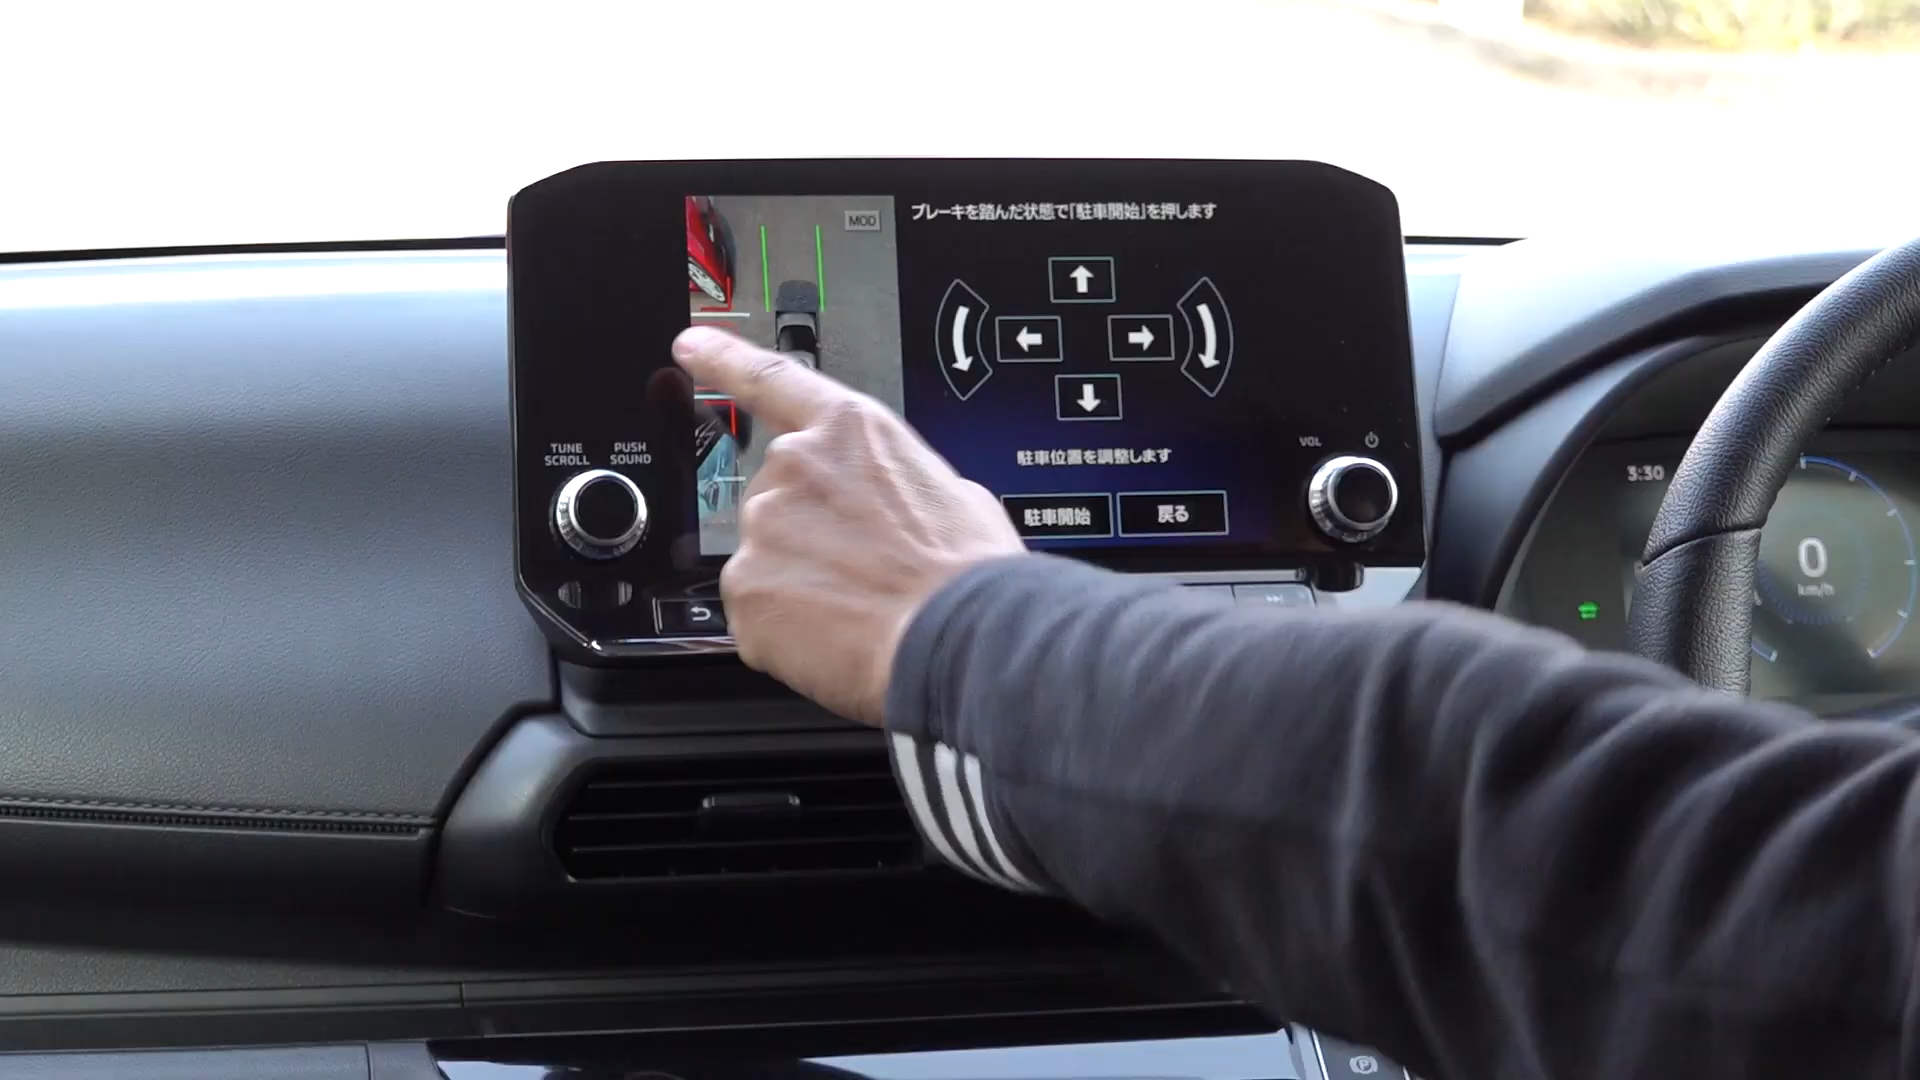 MOD
ブレーキを踏んだ状態で「駐車開始」を押します
TUNE
SCROLL
PUSH
SOUND
駐車位置を調整します
駐車開始
戻る
VOL
3:30
0
km/h
P